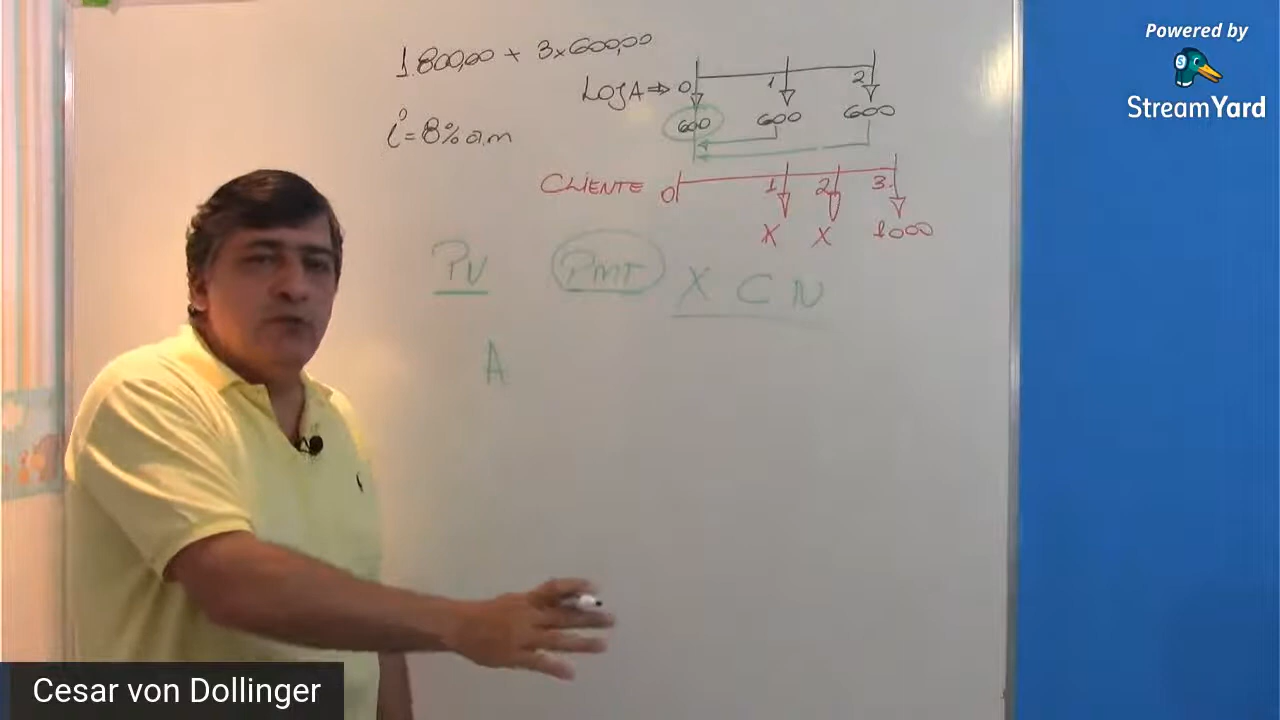 1.800,00 + 3x600,00
LOJA ⇒ 0 1 2
600 600 600
i = 8% a.m
CLIENTE 0 1 2 3
X X 1000
PV PMT X C N
A
Powered by
StreamYard
Cesar von Dollinger